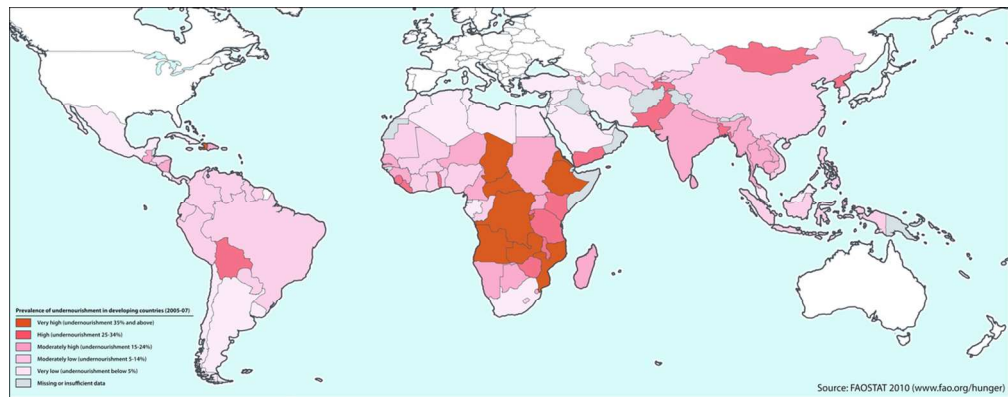 Prevalence of undernourishment in developing countries (2005-07)
Very high (undernourishment 35% and above)
High (undernourishment 25-34%)
Moderately high (undernourishment 15-24%)
Moderately low (undernourishment 5-14%)
Very low (undernourishment below 5%)
Missing or insufficient data
Source: FAOSTAT 2010 (www.fao.org/hunger)